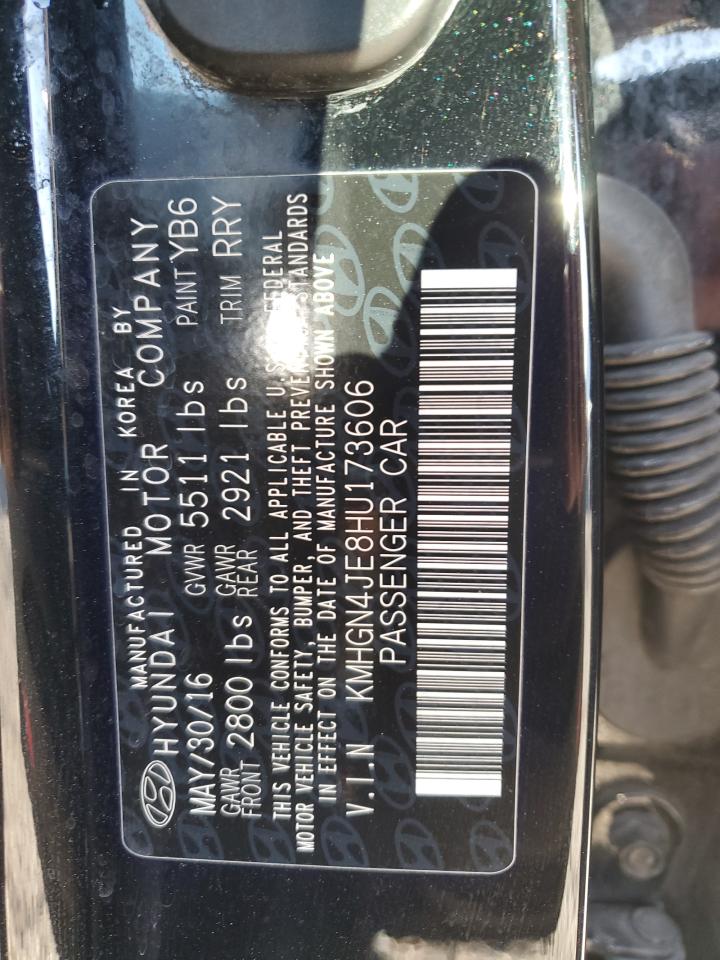 MANUFACTURED IN KOREA BY
HYUNDAI MOTOR COMPANY
MAY/30/16 GVWR 5511 lbs PAINT YB6
GAWR FRONT 2800 lbs GAWR REAR 2921 lbs TRIM RRY
THIS VEHICLE CONFORMS TO ALL APPLICABLE U.S. FEDERAL
MOTOR VEHICLE SAFETY, BUMPER, AND THEFT PREVENTION STANDARDS
IN EFFECT ON THE DATE OF MANUFACTURE SHOWN ABOVE
V.I.N KMHGN4JE8HU173606
PASSENGER CAR